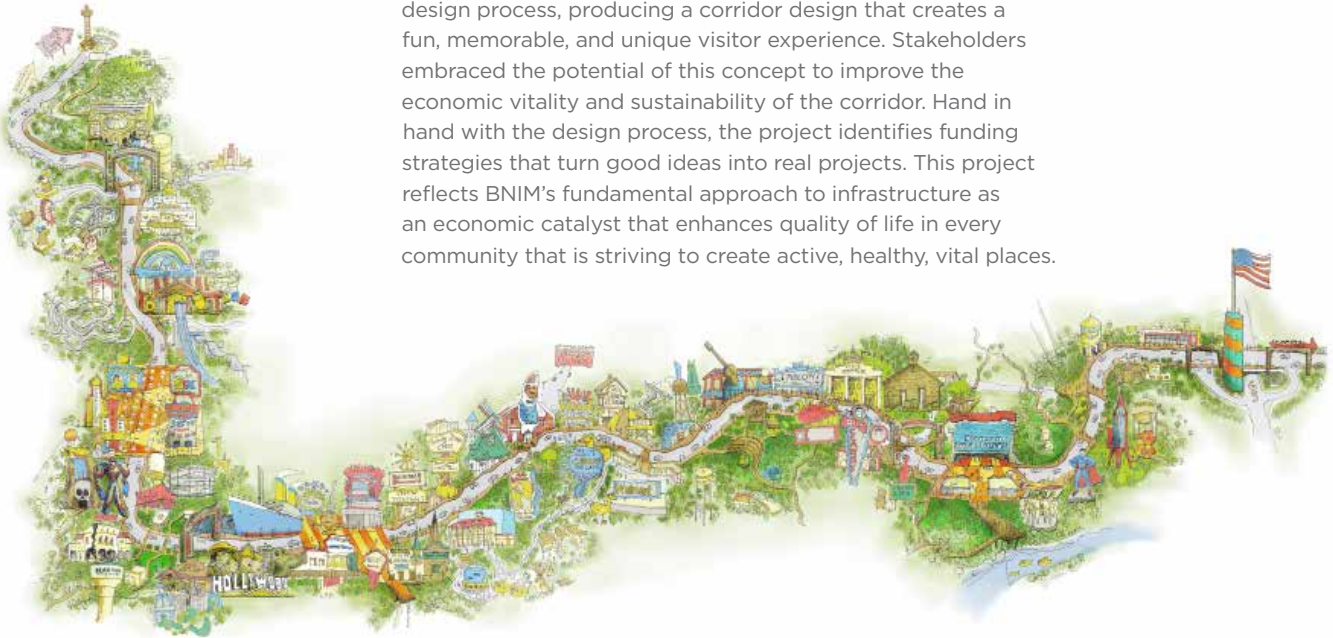 design process, producing a corridor design that creates a
fun, memorable, and unique visitor experience. Stakeholders
embraced the potential of this concept to improve the
economic vitality and sustainability of the corridor. Hand in
hand with the design process, the project identifies funding
strategies that turn good ideas into real projects. This project
reflects BNIM’s fundamental approach to infrastructure as
an economic catalyst that enhances quality of life in every
community that is striving to create active, healthy, vital places.
HOLLYWOOD